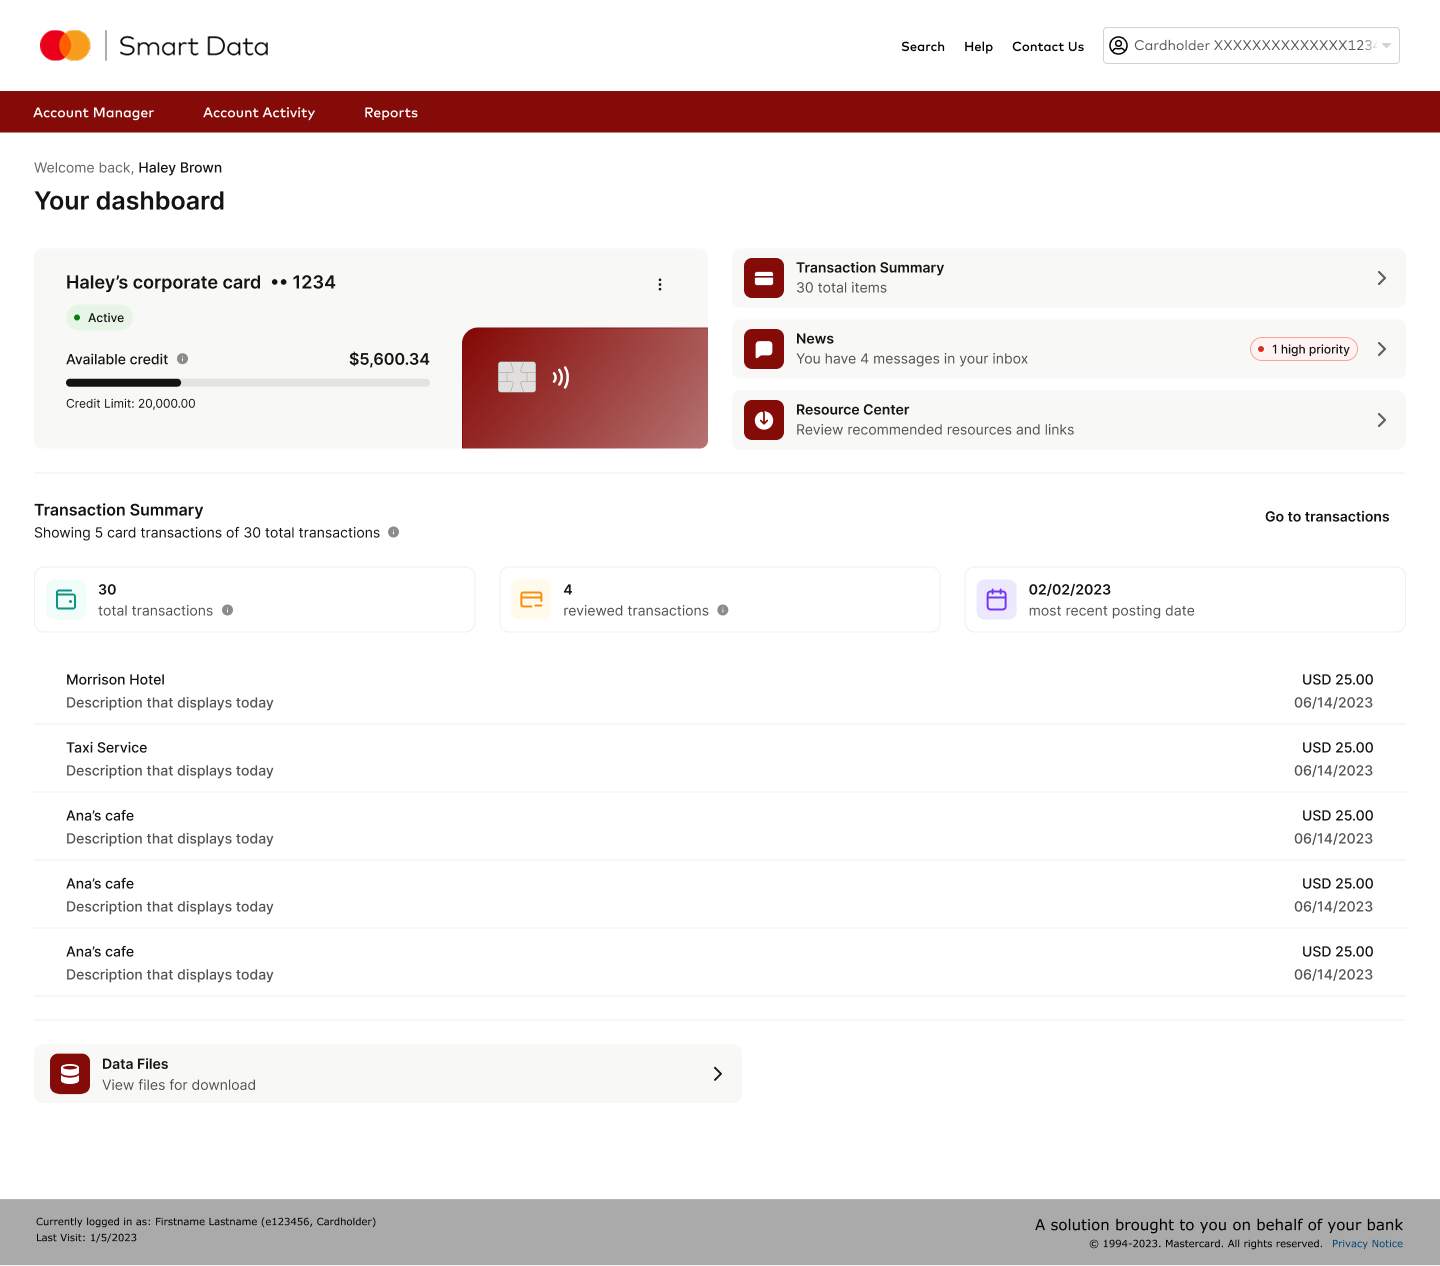 Smart Data
Search
Help
Contact Us
Cardholder XXXXXXXXXXXXXX1234
Account Manager
Account Activity
Reports
Welcome back, Haley Brown
Your dashboard
Haley’s corporate card •• 1234
Active
Available credit
$5,600.34
Credit Limit: 20,000.00
Transaction Summary
30 total items
News
You have 4 messages in your inbox
1 high priority
Resource Center
Review recommended resources and links
Transaction Summary
Showing 5 card transactions of 30 total transactions
Go to transactions
30
total transactions
4
reviewed transactions
02/02/2023
most recent posting date
Morrison Hotel
USD 25.00
Description that displays today
06/14/2023
Taxi Service
USD 25.00
Description that displays today
06/14/2023
Ana’s cafe
USD 25.00
Description that displays today
06/14/2023
Ana’s cafe
USD 25.00
Description that displays today
06/14/2023
Ana’s cafe
USD 25.00
Description that displays today
06/14/2023
Data Files
View files for download
Currently logged in as: Firstname Lastname (e123456, Cardholder)
Last Visit: 1/5/2023
A solution brought to you on behalf of your bank
© 1994-2023. Mastercard. All rights reserved. Privacy Notice